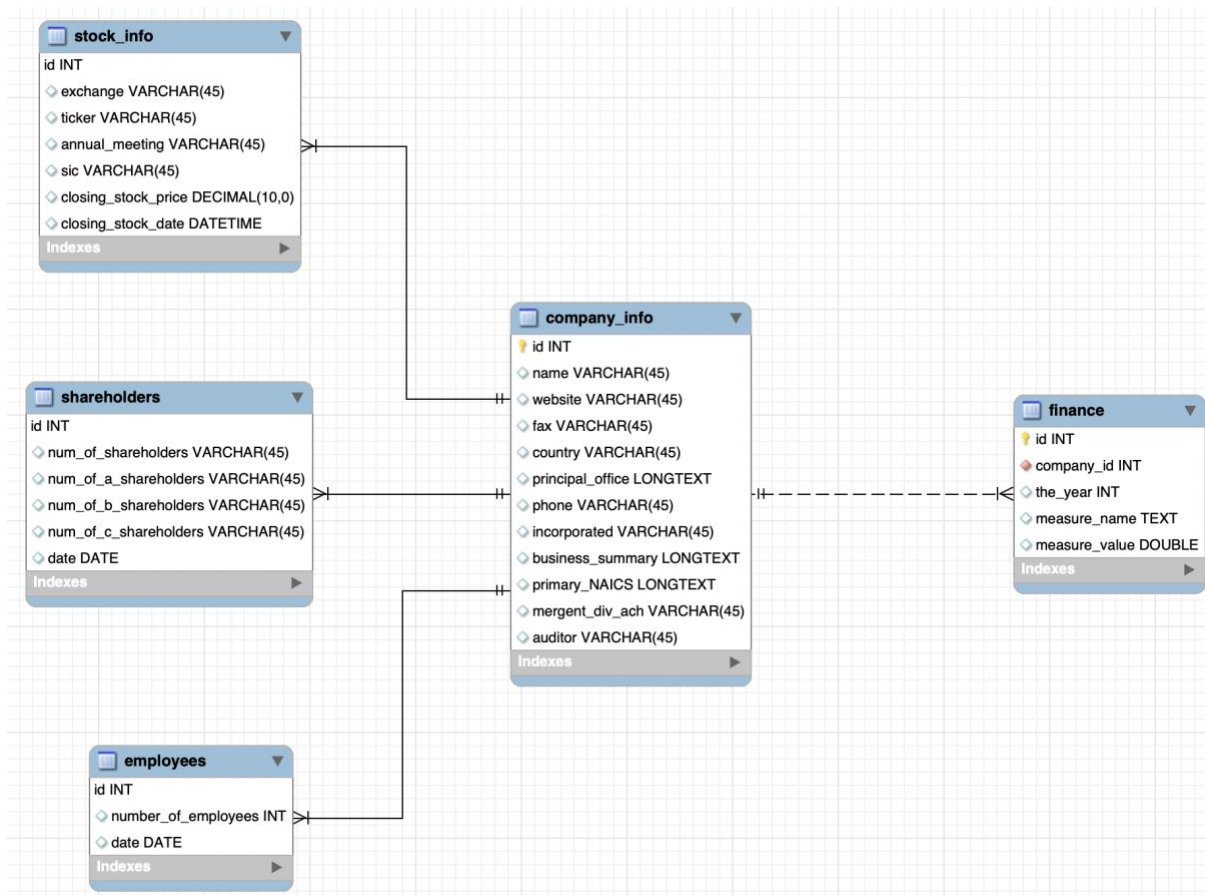 stock_info
id INT
exchange VARCHAR(45)
ticker VARCHAR(45)
annual_meeting VARCHAR(45)
sic VARCHAR(45)
closing_stock_price DECIMAL(10,0)
closing_stock_date DATETIME
Indexes
shareholders
id INT
num_of_shareholders VARCHAR(45)
num_of_a_shareholders VARCHAR(45)
num_of_b_shareholders VARCHAR(45)
num_of_c_shareholders VARCHAR(45)
date DATE
Indexes
employees
id INT
number_of_employees INT
date DATE
Indexes
company_info
id INT
name VARCHAR(45)
website VARCHAR(45)
fax VARCHAR(45)
country VARCHAR(45)
principal_office LONGTEXT
phone VARCHAR(45)
incorporated VARCHAR(45)
business_summary LONGTEXT
primary_NAICS LONGTEXT
mergent_div_ach VARCHAR(45)
auditor VARCHAR(45)
Indexes
finance
id INT
company_id INT
the_year INT
measure_name TEXT
measure_value DOUBLE
Indexes